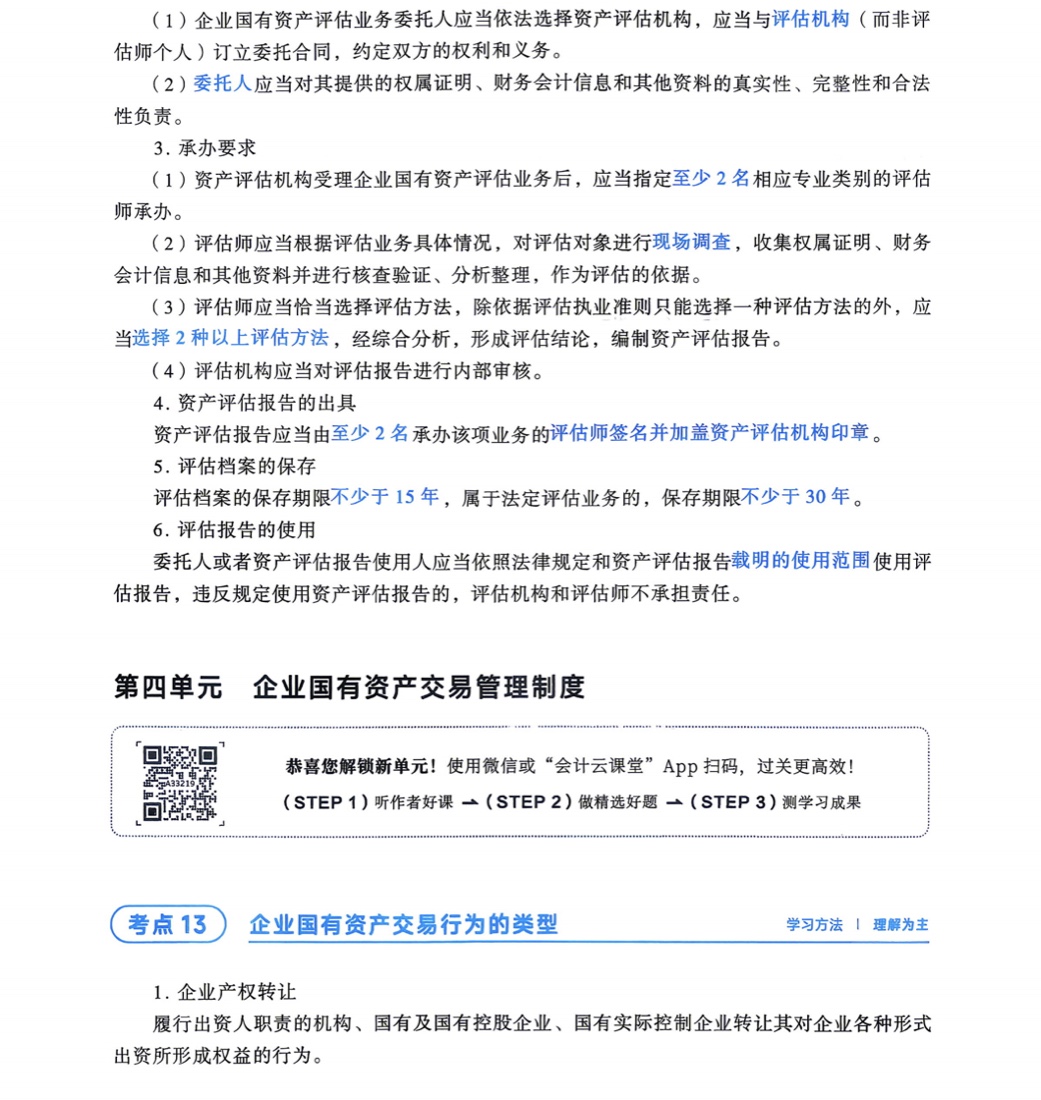 （1）企业国有资产评估业务委托人应当依法选择资产评估机构，应当与评估机构（而非评
估师个人）订立委托合同，约定双方的权利和义务。
（2）委托人应当对其提供的权属证明、财务会计信息和其他资料的真实性、完整性和合法
性负责。
3. 承办要求
（1）资产评估机构受理企业国有资产评估业务后，应当指定至少 2 名相应专业类别的评估
师承办。
（2）评估师应当根据评估业务具体情况，对评估对象进行现场调查，收集权属证明、财务
会计信息和其他资料并进行核查验证、分析整理，作为评估的依据。
（3）评估师应当恰当选择评估方法，除依据评估执业准则只能选择一种评估方法的外，应
当选择 2 种以上评估方法，经综合分析，形成评估结论，编制资产评估报告。
（4）评估机构应当对评估报告进行内部审核。
4. 资产评估报告的出具
资产评估报告应当由至少 2 名承办该项业务的评估师签名并加盖资产评估机构印章。
5. 评估档案的保存
评估档案的保存期限不少于 15 年，属于法定评估业务的，保存期限不少于 30 年。
6. 评估报告的使用
委托人或者资产评估报告使用人应当依照法律规定和资产评估报告载明的使用范围使用评
估报告，违反规定使用资产评估报告的，评估机构和评估师不承担责任。
第四单元 企业国有资产交易管理制度
恭喜您解锁新单元！使用微信或“会计云课堂”App 扫码，过关更高效！
A33219
（STEP 1）听作者好课 ⇀（STEP 2）做精选好题 ⇀（STEP 3）测学习成果
考点 13 企业国有资产交易行为的类型 学习方法 | 理解为主
1. 企业产权转让
履行出资人职责的机构、国有及国有控股企业、国有实际控制企业转让其对企业各种形式
出资所形成权益的行为。